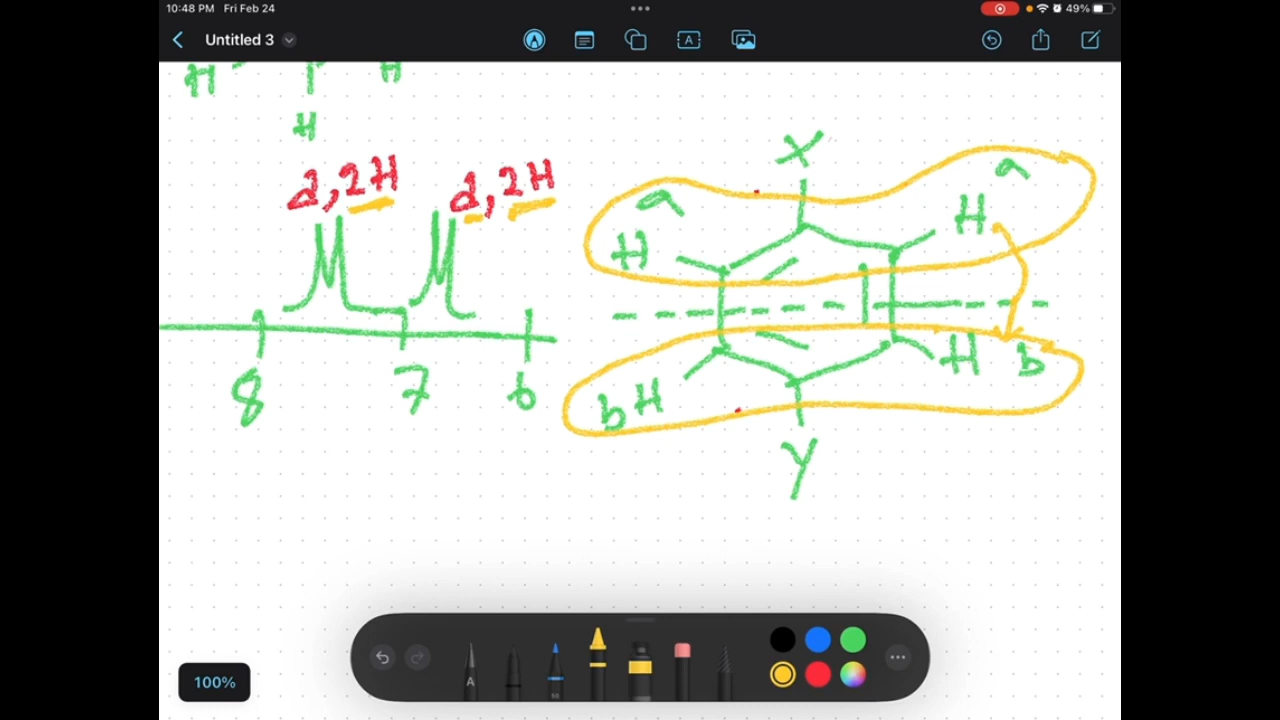 10:48 PM Fri Feb 24
49%
Untitled 3
H H
H
d, 2H d, 2H
8 7 6
X
a a
H H
H b
b H
Y
A
100%